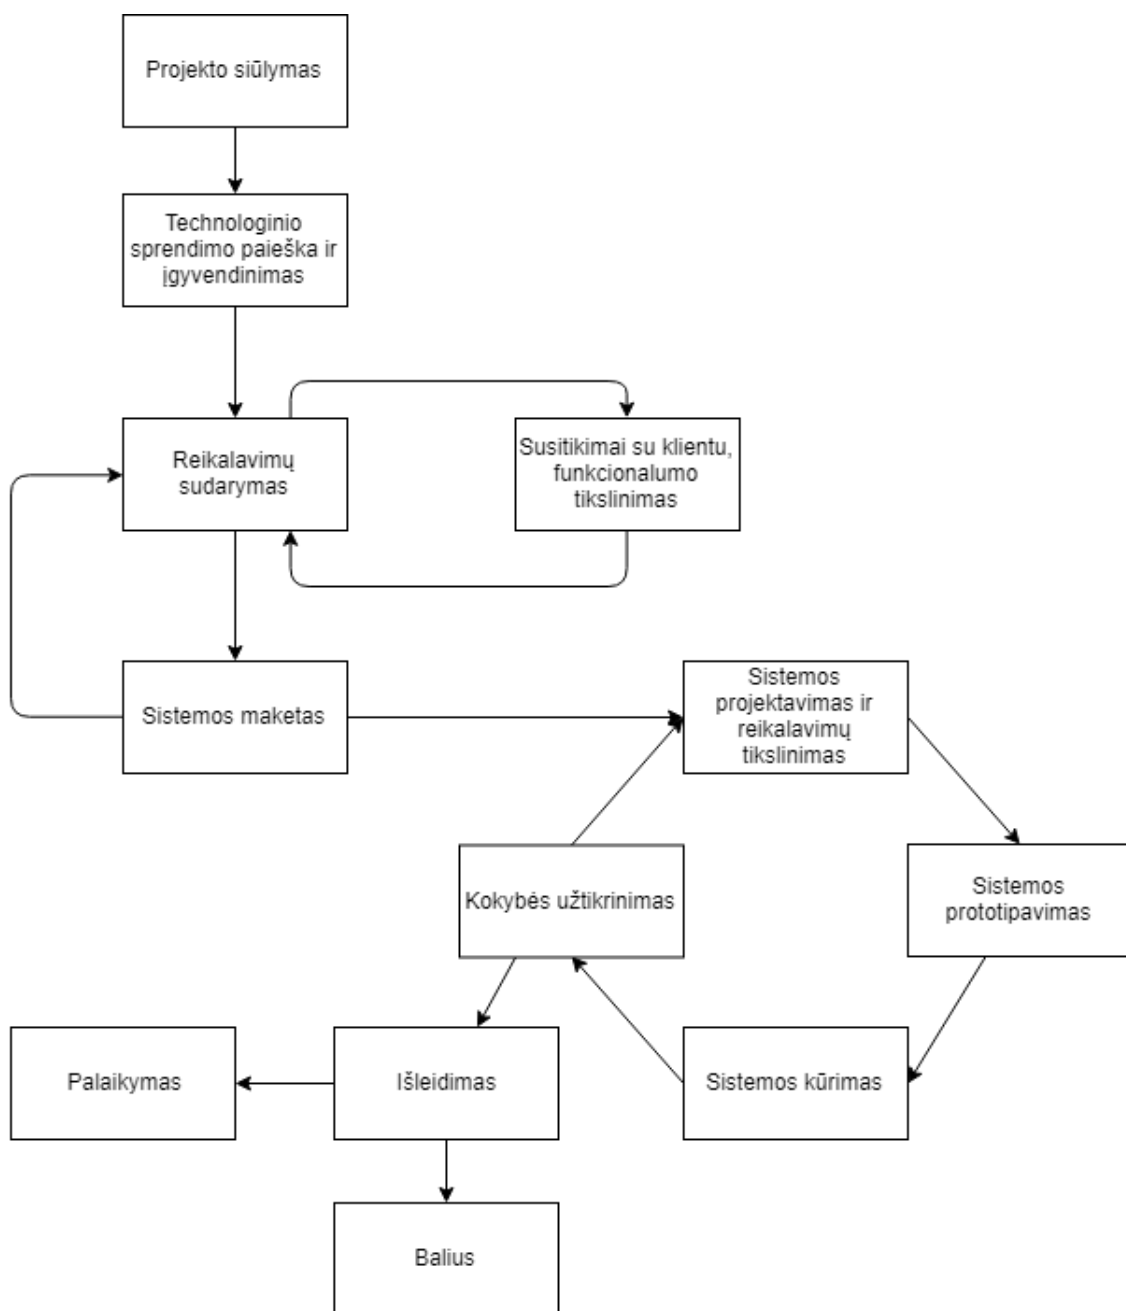 Projekto siūlymas
Technologinio
sprendimo paieška ir
įgyvendinimas
Reikalavimų
sudarymas
Susitikimai su klientu,
funkcionalumo
tikslinimas
Sistemos maketas
Sistemos
projektavimas ir
reikalavimų
tikslinimas
Kokybės užtikrinimas
Sistemos
prototipavimas
Palaikymas
Išleidimas
Sistemos kūrimas
Balius